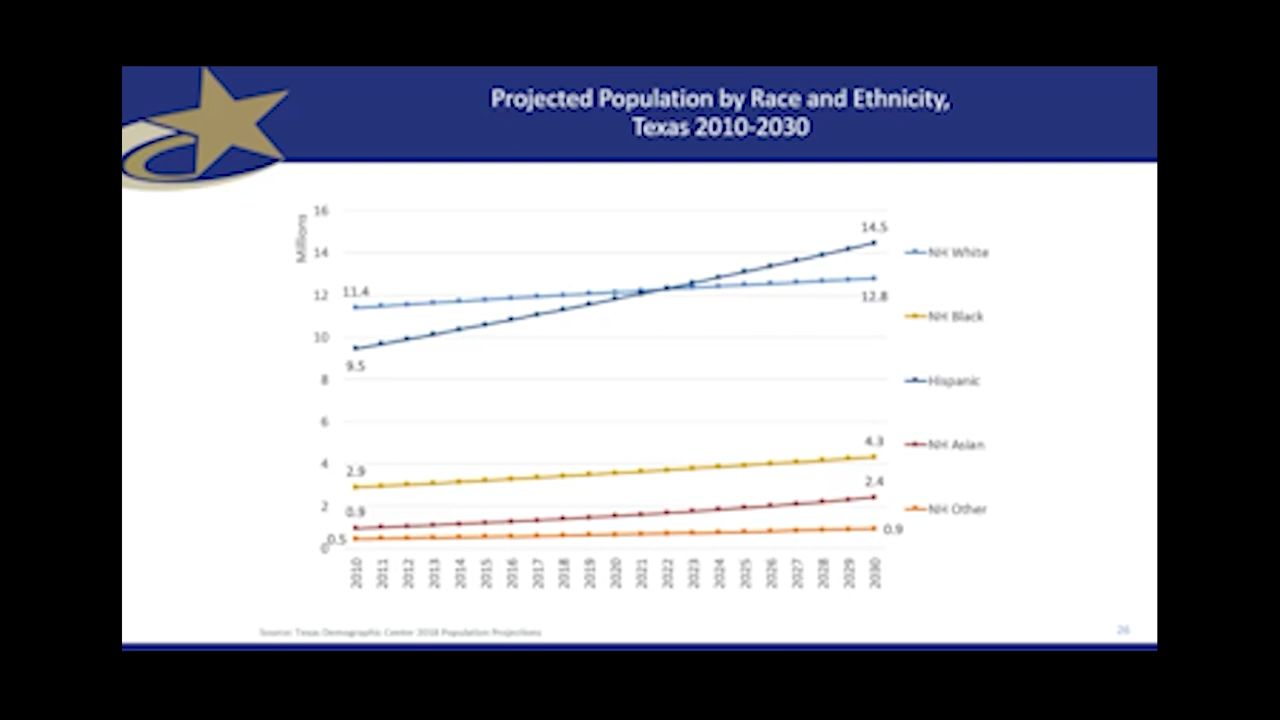 Projected Population by Race and Ethnicity,
Texas 2010-2030
Millions
16
14
12
10
8
6
4
2
0
11.4
9.5
2.9
0.9
0.5
14.5
12.8
4.3
2.4
0.9
2010 2011 2012 2013 2014 2015 2016 2017 2018 2019 2020 2021 2022 2023 2024 2025 2026 2027 2028 2029 2030
NH White
NH Black
Hispanic
NH Asian
NH Other
Source: Texas Demographic Center 2018 Population Projections
26